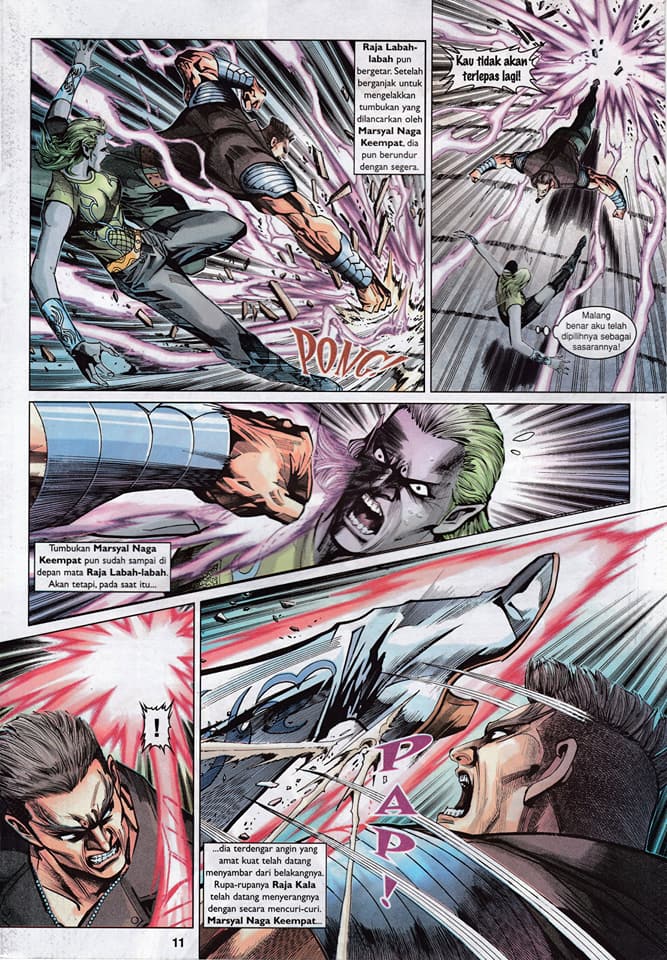 Raja Labah-
labah pun
bergetar. Setelah
berganjak untuk
mengelakkan
tumbukan yang
dilancarkan oleh
Marsyal Naga
Keempat, dia
pun berundur
dengan segera.
PONG!
Kau tidak akan
terlepas lagi!
Malang
benar aku telah
dipilihnya sebagai
sasarannya!
Tumbukan Marsyal Naga
Keempat pun sudah sampai di
depan mata Raja Labah-labah.
Akan tetapi, pada saat itu...
!
PAP!
...dia terdengar angin yang
amat kuat telah datang
menyambar dari belakangnya.
Rupa-rupanya Raja Kala
telah datang menyerangnya
dengan secara mencuri-curi.
Marsyal Naga Keempat...
11